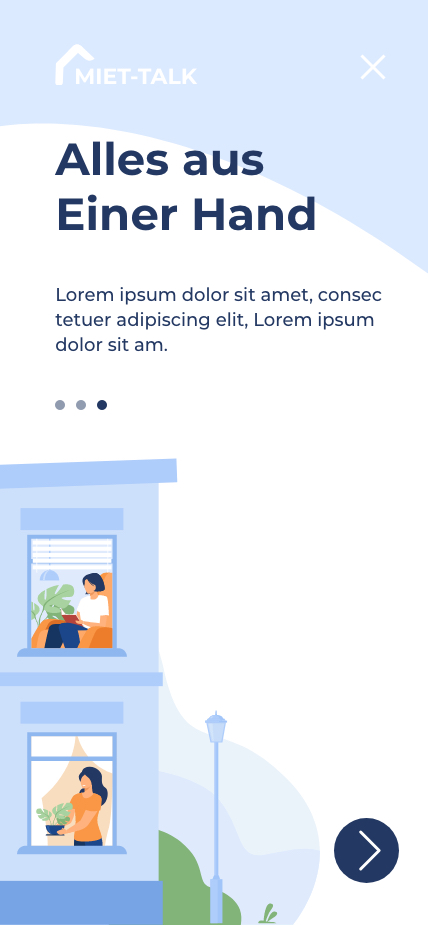 MIET-TALK
Alles aus
Einer Hand
Lorem ipsum dolor sit amet, consec
tetuer adipiscing elit, Lorem ipsum
dolor sit am.